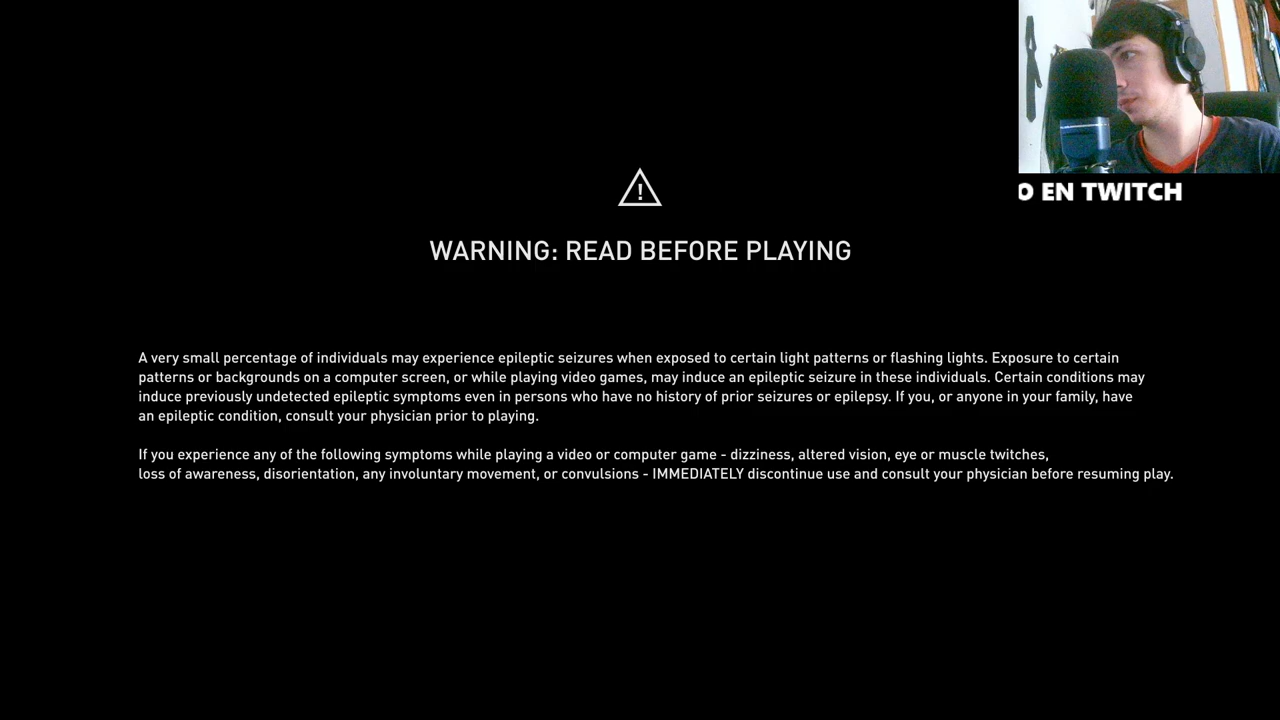 O EN TWITCH
WARNING: READ BEFORE PLAYING
A very small percentage of individuals may experience epileptic seizures when exposed to certain light patterns or flashing lights. Exposure to certain
patterns or backgrounds on a computer screen, or while playing video games, may induce an epileptic seizure in these individuals. Certain conditions may
induce previously undetected epileptic symptoms even in persons who have no history of prior seizures or epilepsy. If you, or anyone in your family, have
an epileptic condition, consult your physician prior to playing.
If you experience any of the following symptoms while playing a video or computer game - dizziness, altered vision, eye or muscle twitches,
loss of awareness, disorientation, any involuntary movement, or convulsions - IMMEDIATELY discontinue use and consult your physician before resuming play.